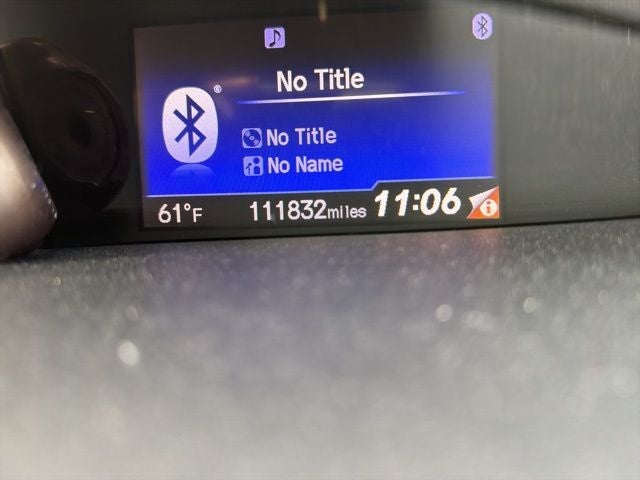 No Title
®
No Title
No Name
61°F 111832miles 11:06 i